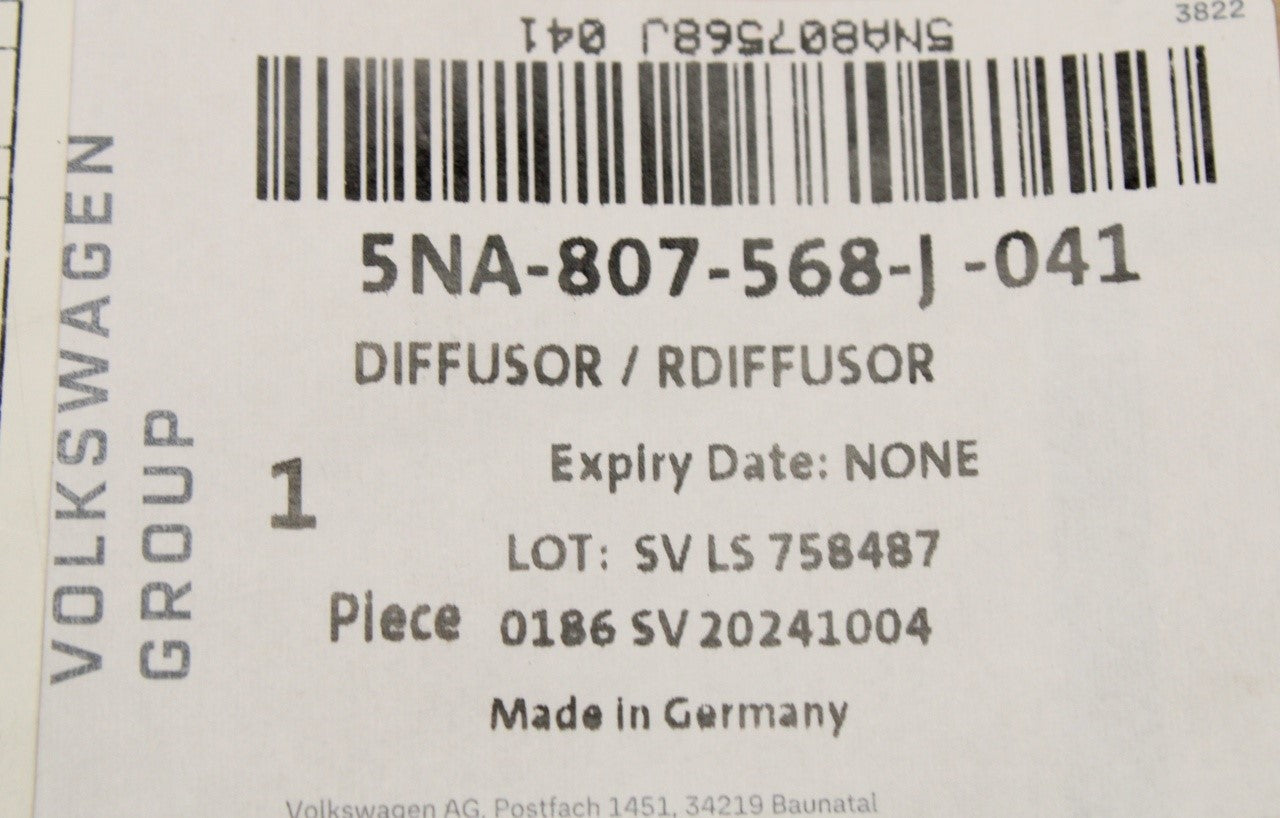 3822
5NA807568J 041
5NA-807-568-J -041
DIFFUSOR / RDIFFUSOR
Expiry Date: NONE
1
LOT: SV LS 758487
Piece 0186 SV 20241004
Made in Germany
Volkswagen AG, Postfach 1451, 34219 Baunatal
VOLKSWAGEN
GROUP